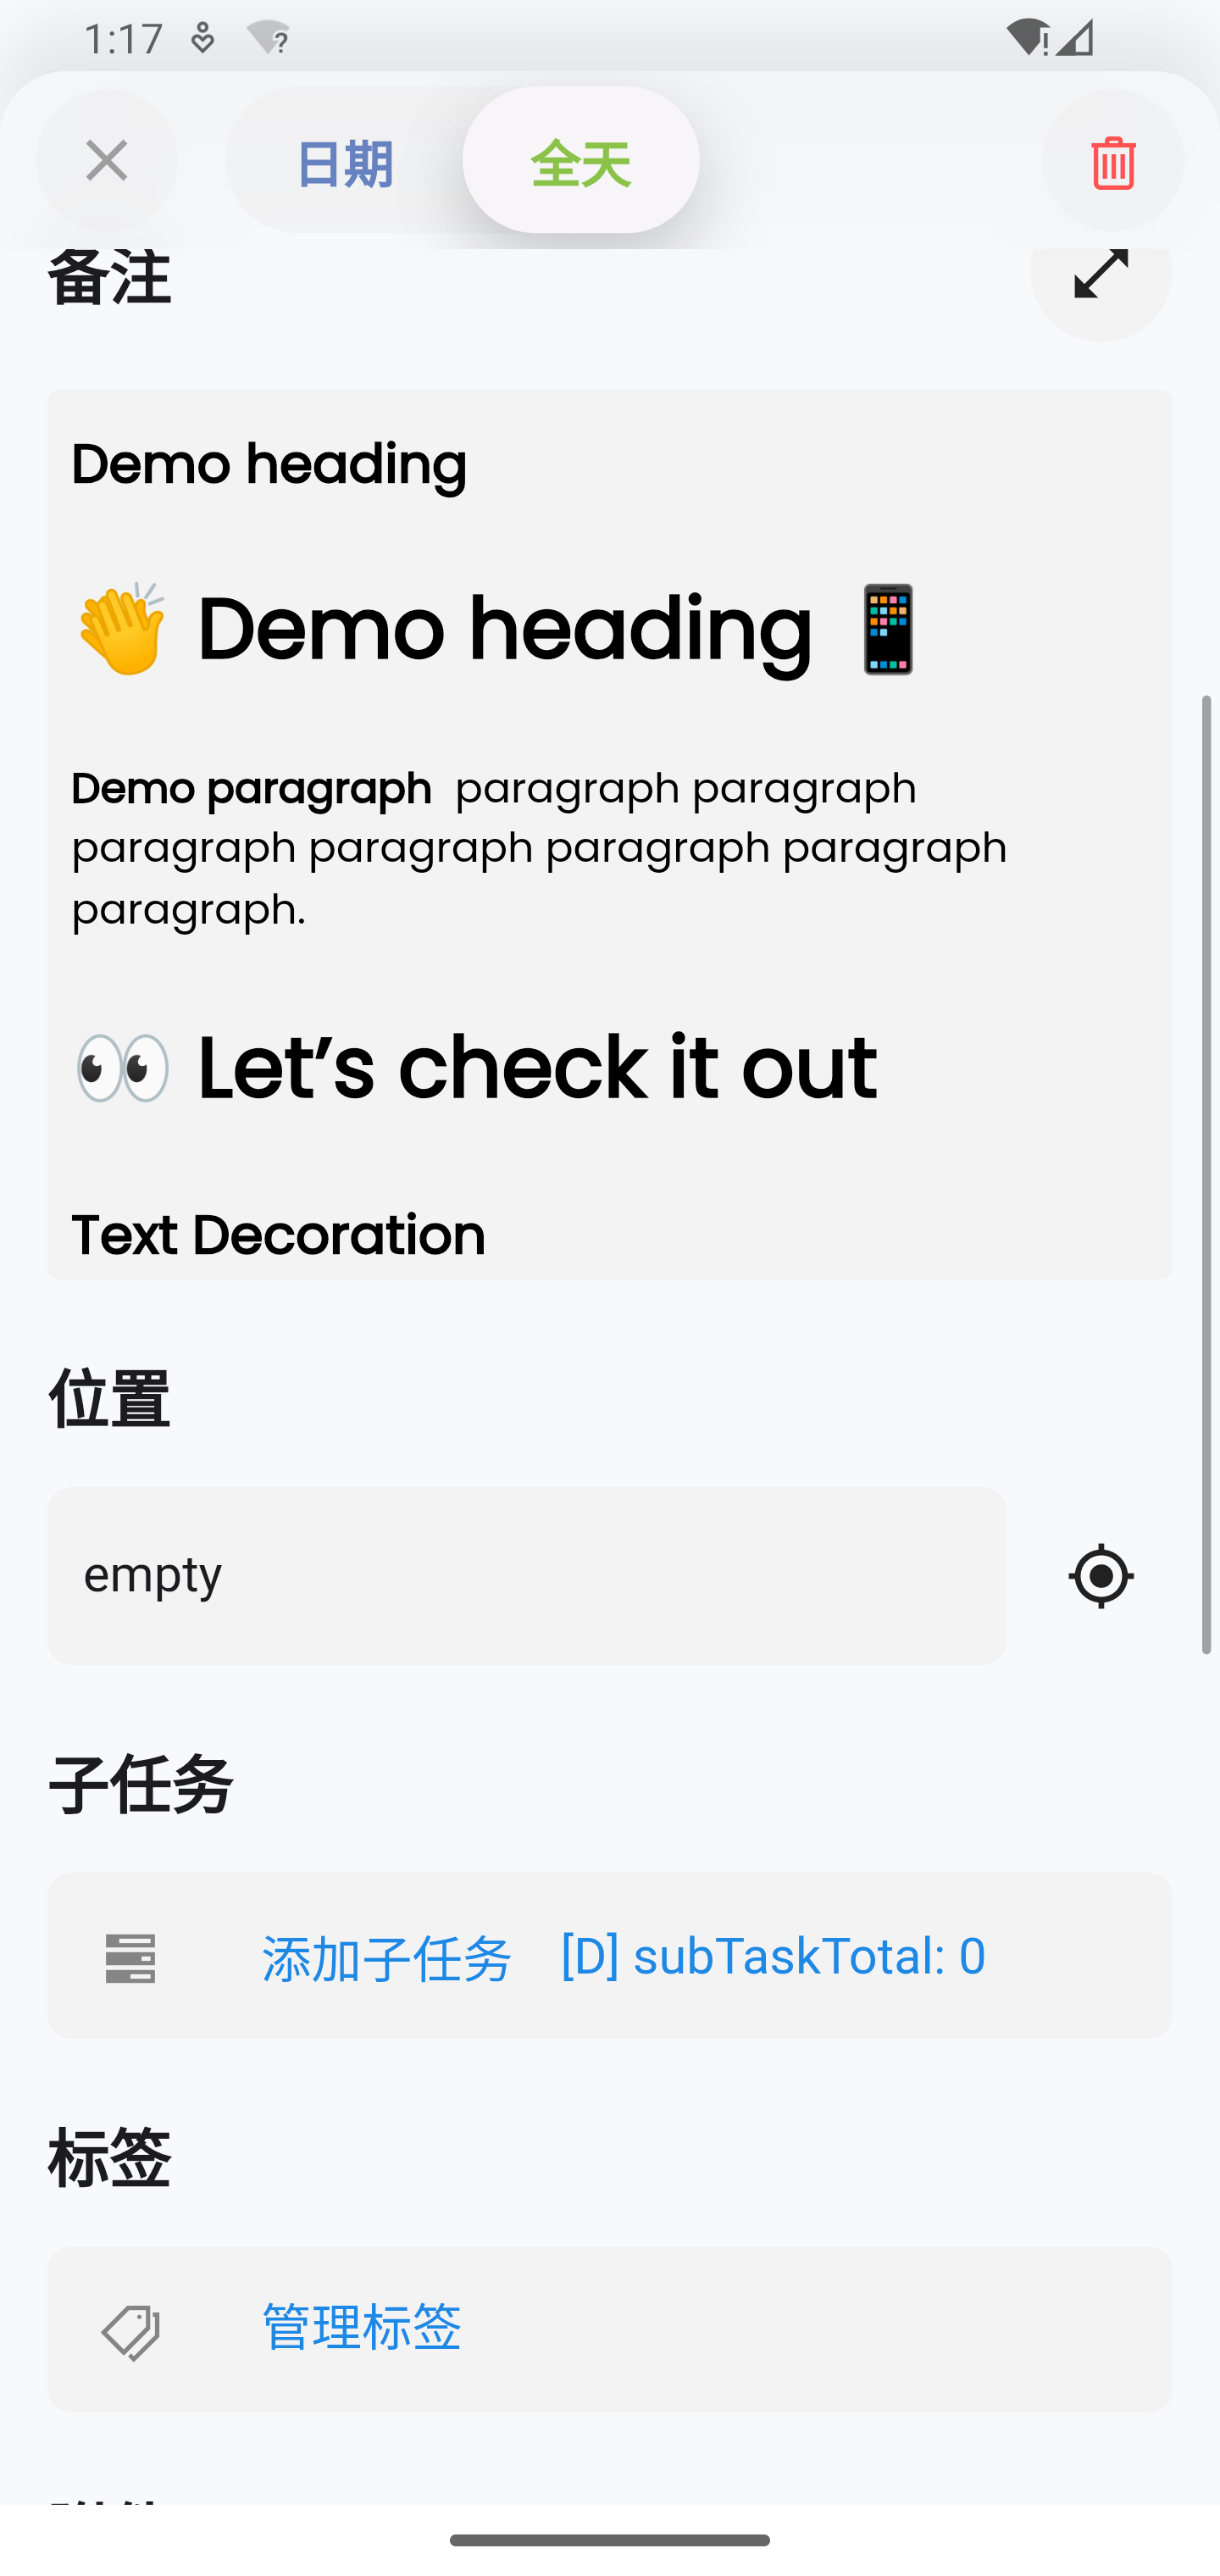 1:17
日期
全天
备注
Demo heading
👋 Demo heading 📱
Demo paragraph paragraph paragraph
paragraph paragraph paragraph paragraph
paragraph.
👀 Let's check it out
Text Decoration
位置
empty
子任务
添加子任务 [D] subTaskTotal: 0
标签
管理标签